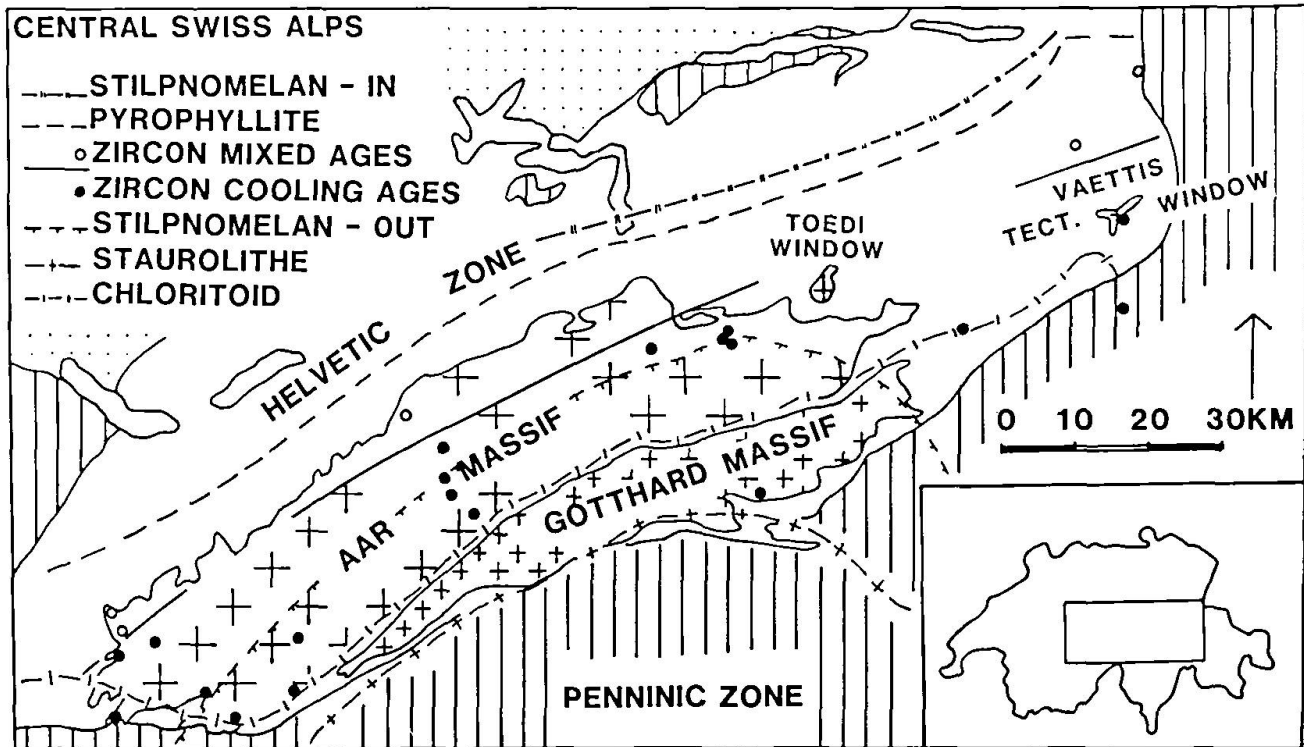 CENTRAL SWISS ALPS
STILPNOMELAN - IN
PYROPHYLLITE
ZIRCON MIXED AGES
ZIRCON COOLING AGES
STILPNOMELAN - OUT
STAUROLITHE
CHLORITOID
HELVETIC ZONE
TOEDI
WINDOW
VAETTIS
TECT. WINDOW
AAR MASSIF
GOTTHARD MASSIF
PENNINIC ZONE
0 10 20 30KM